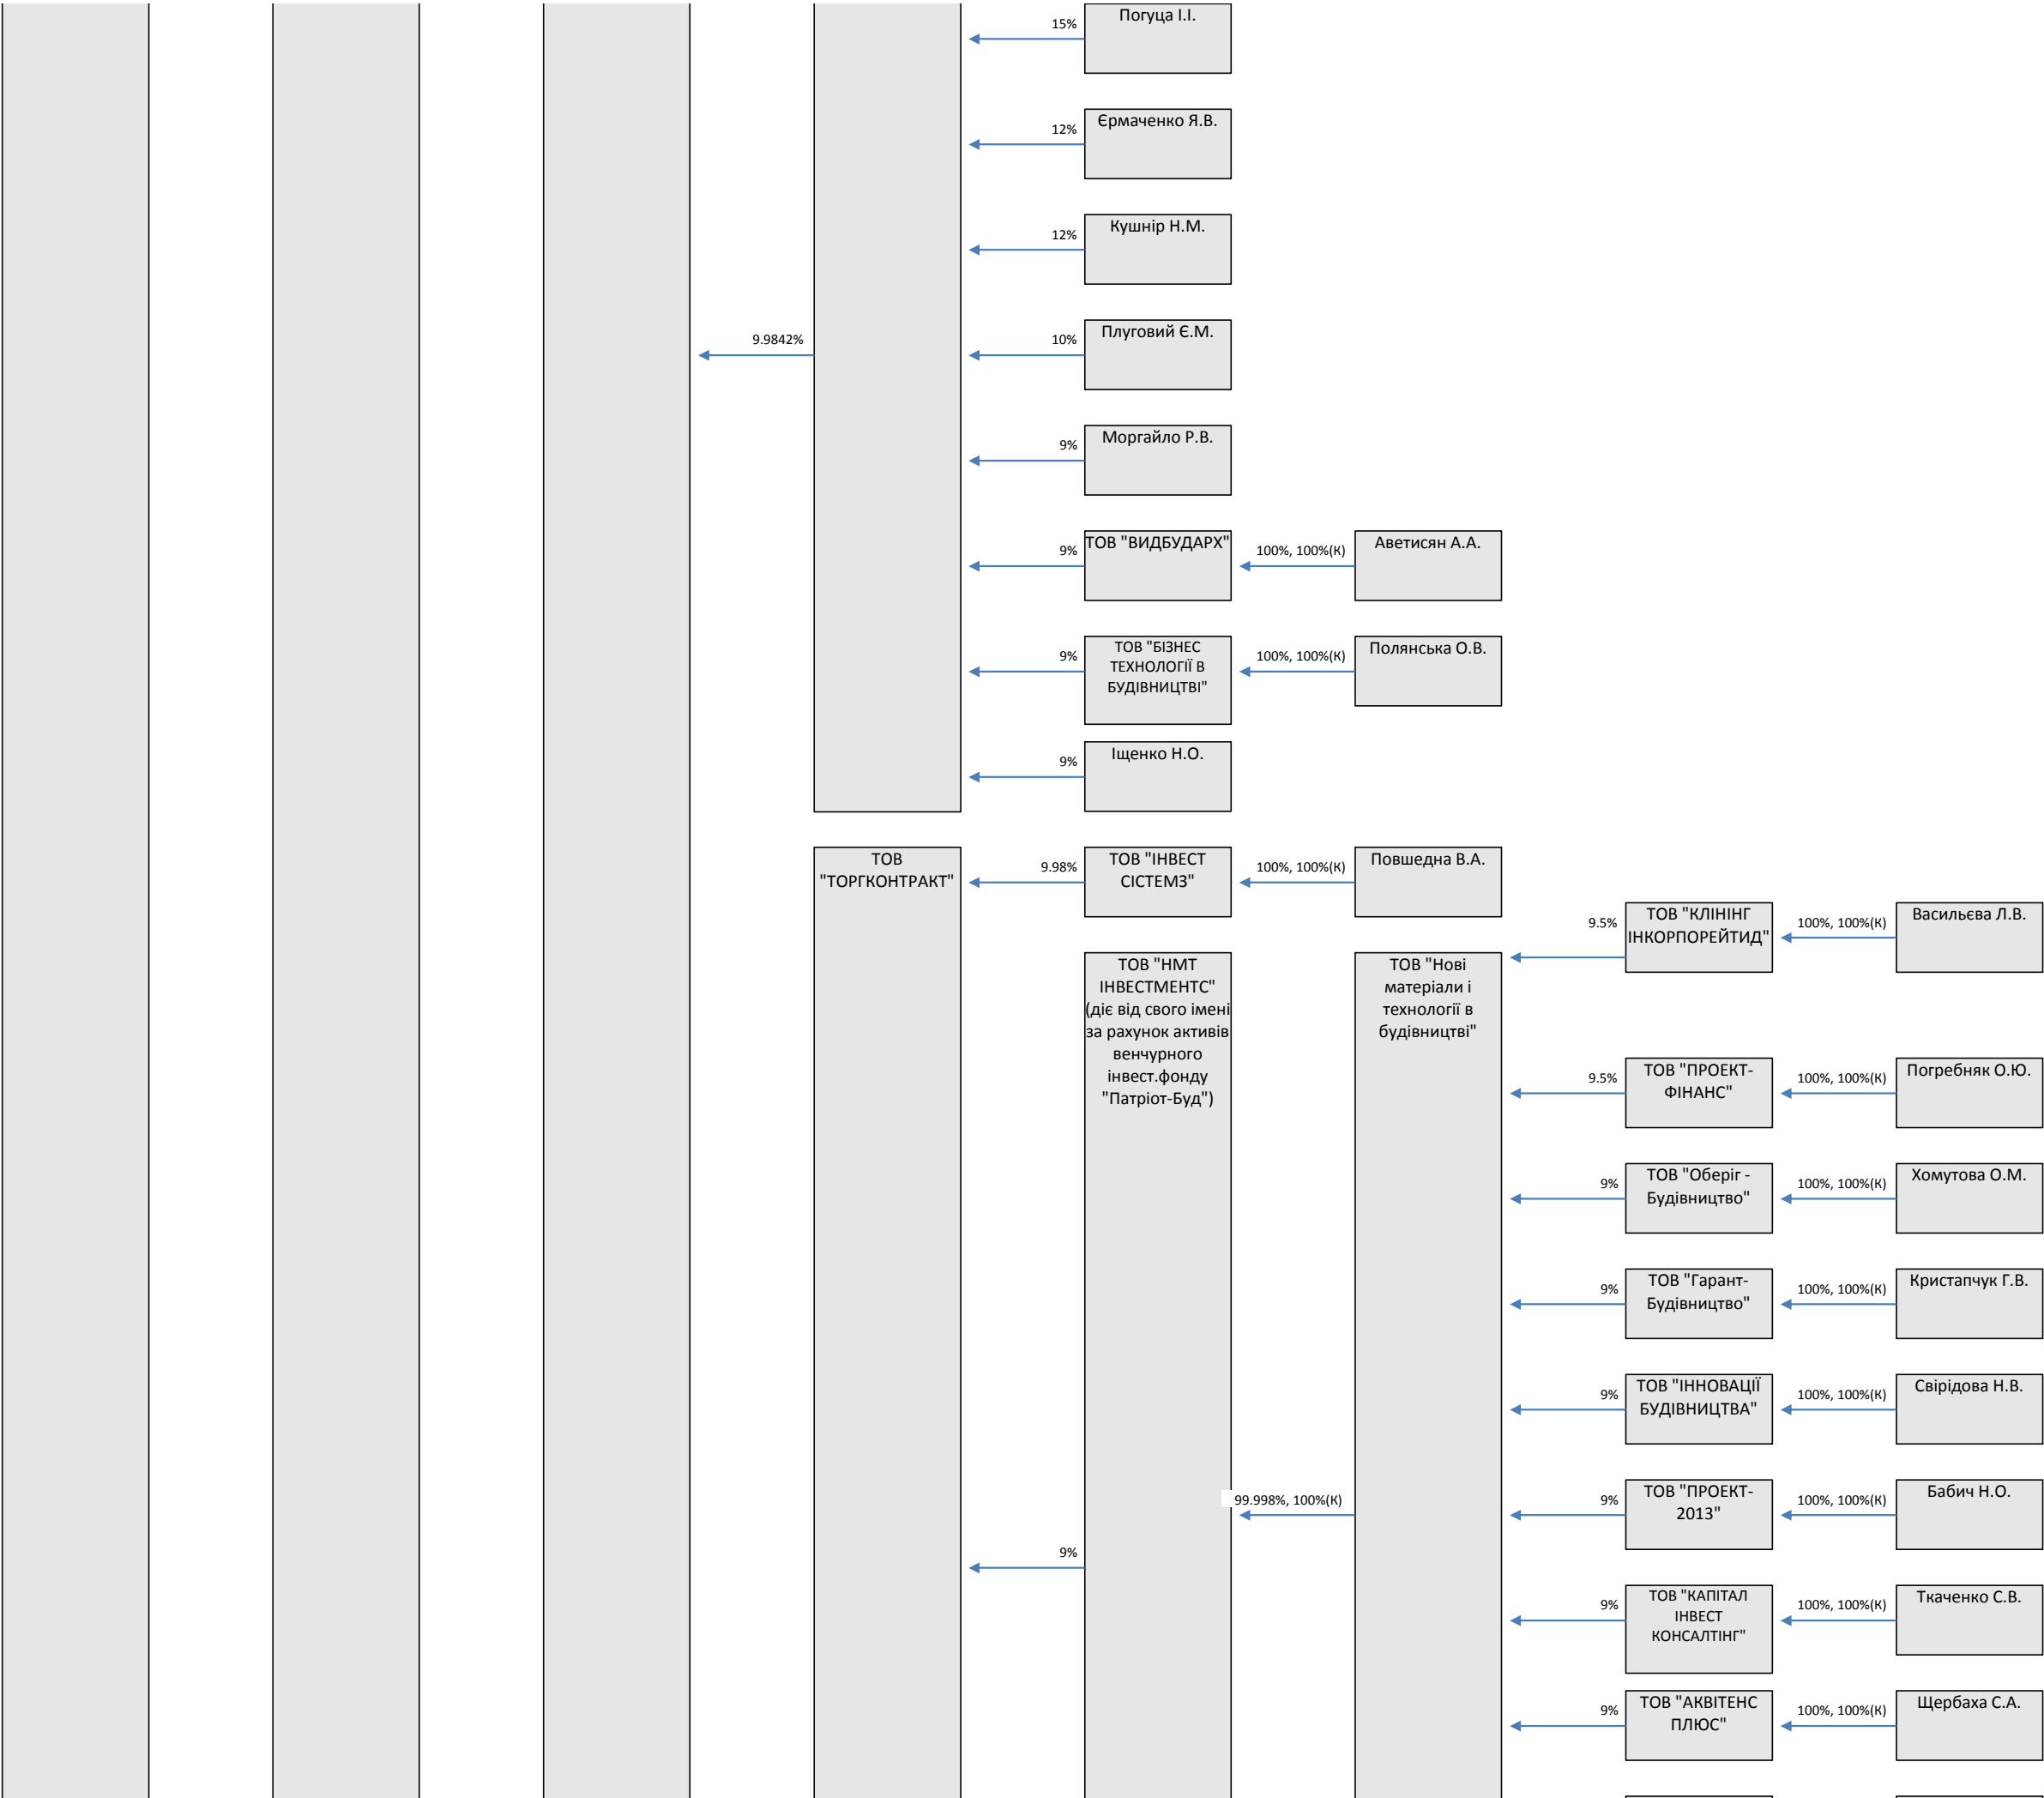 15%
Погуца І.І.
12%
Єрмаченко Я.В.
12%
Кушнір Н.М.
9.9842%
10%
Плуговий Є.М.
9%
Моргайло Р.В.
9%
ТОВ "ВИДБУДАРХ"
100%, 100%(К)
Аветисян А.А.
9%
ТОВ "БІЗНЕС
ТЕХНОЛОГІЇ В
БУДІВНИЦТВІ"
100%, 100%(К)
Полянська О.В.
9%
Іщенко Н.О.
ТОВ
"ТОРГКОНТРАКТ"
9.98%
ТОВ "ІНВЕСТ
СІСТЕМЗ"
100%, 100%(К)
Повшедна В.А.
9.5%
ТОВ "КЛІНІНГ
ІНКОРПОРЕЙТИД"
100%, 100%(К)
Васильєва Л.В.
ТОВ "НМТ
ІНВЕСТМЕНТС"
(діє від свого імені
за рахунок активів
венчурного
інвест.фонду
"Патріот-Буд")
ТОВ "Нові
матеріали і
технології в
будівництві"
9.5%
ТОВ "ПРОЕКТ-
ФІНАНС"
100%, 100%(К)
Погребняк О.Ю.
9%
ТОВ "Оберіг -
Будівництво"
100%, 100%(К)
Хомутова О.М.
9%
ТОВ "Гарант-
Будівництво"
100%, 100%(К)
Кристапчук Г.В.
9%
ТОВ "ІННОВАЦІЇ
БУДІВНИЦТВА"
100%, 100%(К)
Свірідова Н.В.
99.998%, 100%(К)
9%
ТОВ "ПРОЕКТ-
2013"
100%, 100%(К)
Бабич Н.О.
9%
9%
ТОВ "КАПІТАЛ
ІНВЕСТ
КОНСАЛТІНГ"
100%, 100%(К)
Ткаченко С.В.
9%
ТОВ "АКВІТЕНС
ПЛЮС"
100%, 100%(К)
Щербаха С.А.